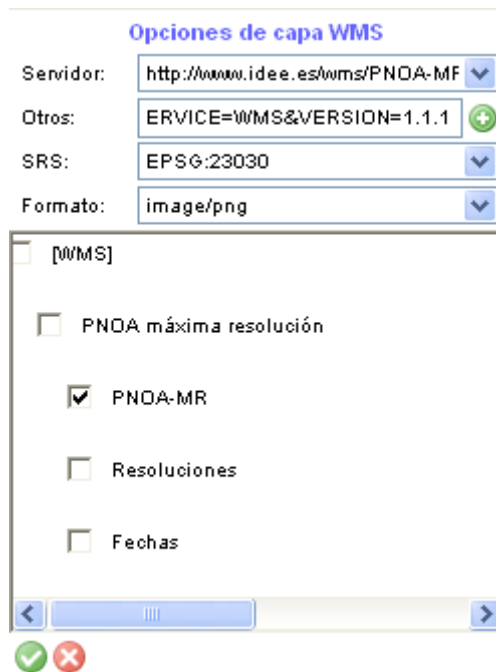 Opciones de capa WMS
Servidor: http://www.idee.es/wms/PNOA-MF
Otros: ERVICE=WMS&VERSION=1.1.1
SRS: EPSG:23030
Formato: image/png
[WMS]
PNOA máxima resolución
PNOA-MR
Resoluciones
Fechas